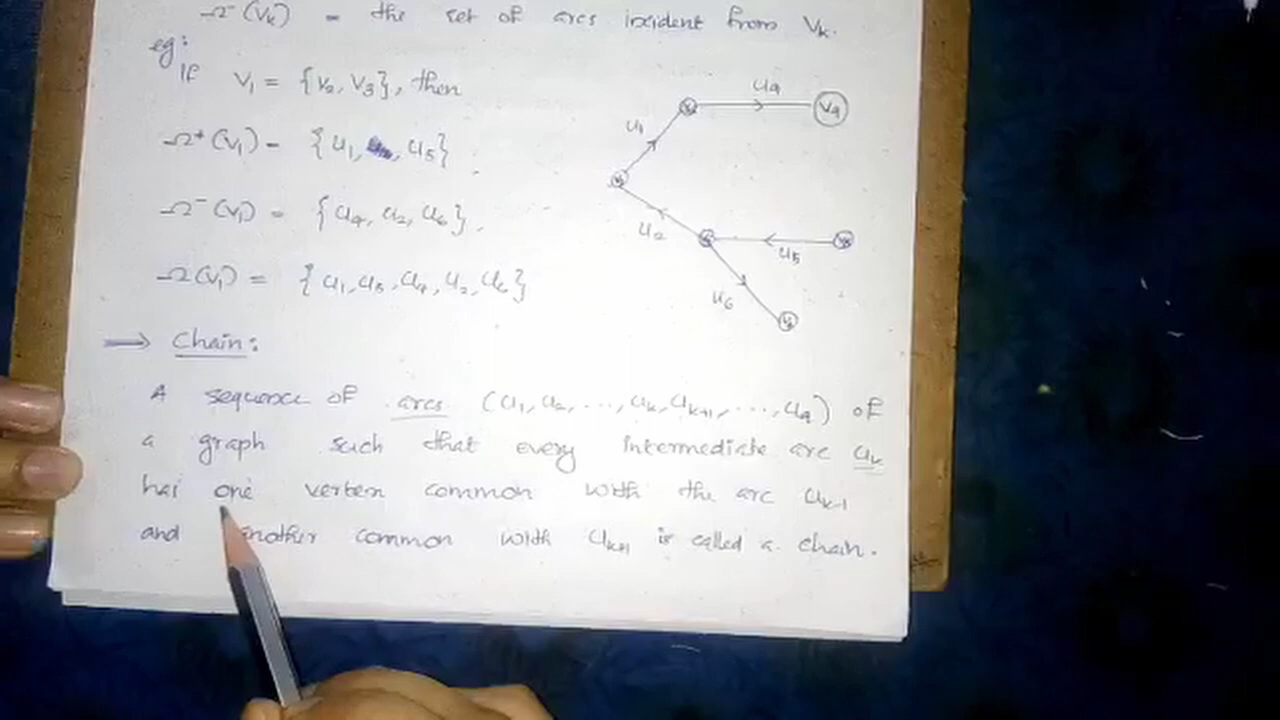 Ω⁻(Vk) = the set of arcs incident from Vk.
eg:
If V1 = {V2, V3}, then
Ω⁺(V1) = {U1, U5}
Ω⁻(V1) = {U4, U2, U6}.
Ω(V1) = {U1, U5, U4, U2, U6}
U4
V4
U1
U2
U5
U6
⟹ Chain:
A sequence of arcs (U1, U2, ..., Uk, Uk+1, ..., Uq) of
a graph such that every intermediate arc Uk
has one vertex common with the arc Uk-1
and another common with Uk+1 is called a chain.